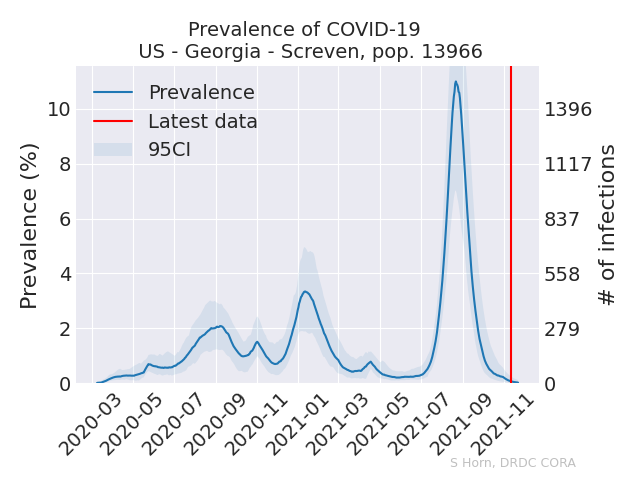 Prevalence of COVID-19
US - Georgia - Screven, pop. 13966
Prevalence
Latest data
95CI
Prevalence (%)
10
8
6
4
2
0
1396
1117
837
558
279
0
# of infections
2020-03
2020-05
2020-07
2020-09
2020-11
2021-01
2021-03
2021-05
2021-07
2021-09
2021-11
S Horn, DRDC CORA